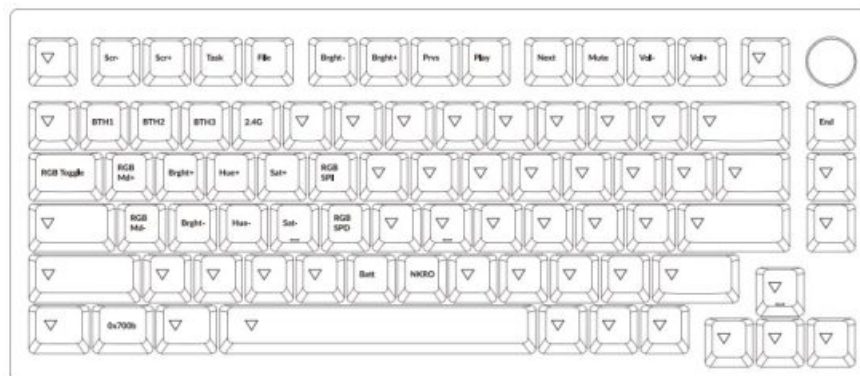 Scr- Scr+ Task File Brght- Brght+ Prvs Play Next Mute Vol- Vol+
BTH1 BTH2 BTH3 2.4G End
RGB Toggle RGB Md+ Brght+ Hue+ Sat+ RGB SPI
RGB Md- Brght- Hue- Sat- RGB SPD
Batt NKRO
0x700b